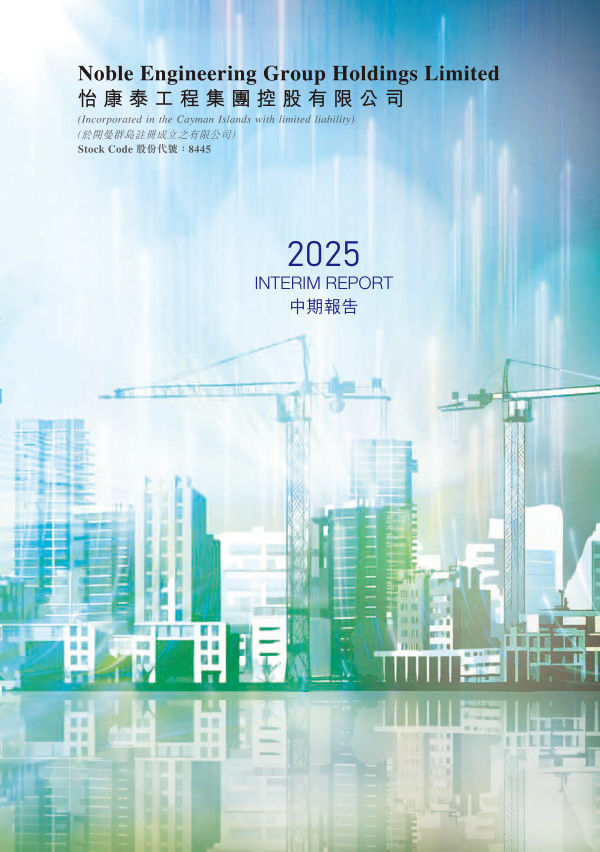 Noble Engineering Group Holdings Limited
怡康泰工程集團控股有限公司
(Incorporated in the Cayman Islands with limited liability)
(於開曼群島註冊成立之有限公司)
Stock Code 股份代號：8445
2025
INTERIM REPORT
中期報告